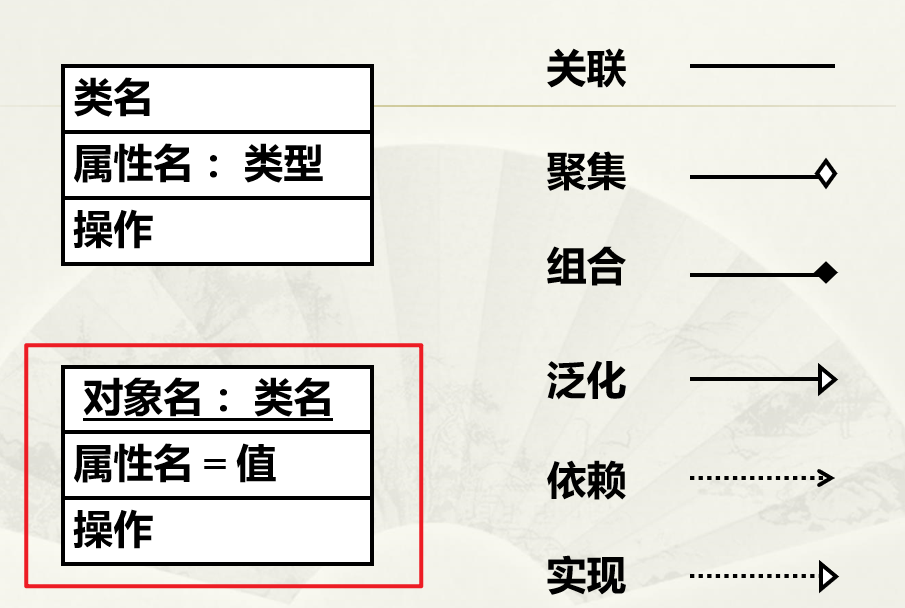 类名
属性名： 类型
操作
对象名： 类名
属性名 = 值
操作
关联
聚集
组合
泛化
依赖
实现